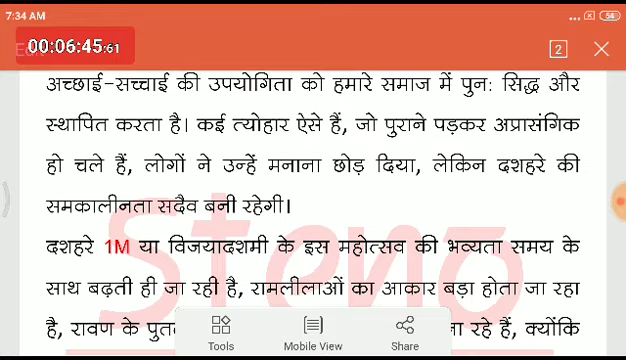 7:34 AM
54
00:06:45:61
2
अच्छाई-सच्चाई की उपयोगिता को हमारे समाज में पुन: सिद्ध और
स्थापित करता है। कई त्योहार ऐसे हैं, जो पुराने पड़कर अप्रासंगिक
हो चले हैं, लोगों ने उन्हें मनाना छोड़ दिया, लेकिन दशहरे की
समकालीनता सदैव बनी रहेगी।
Steno
दशहरे 1M या विजयादशमी के इस महोत्सव की भव्यता समय के
साथ बढ़ती ही जा रही है, रामलीलाओं का आकार बड़ा होता जा रहा
है, रावण के जा रहे हैं, क्योंकि
Tools Mobile View Share